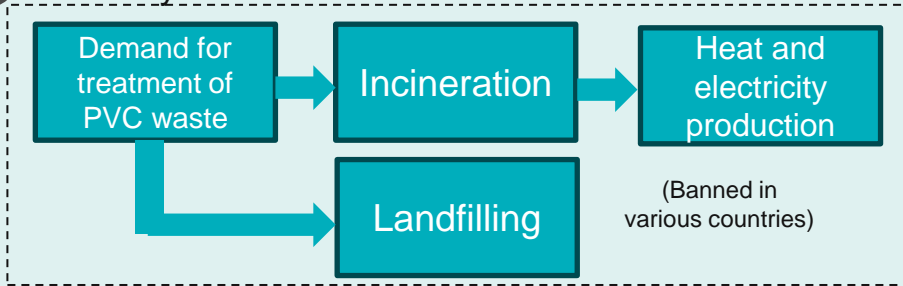 Demand for
treatment of
PVC waste
Incineration
Heat and
electricity
production
Landfilling
(Banned in
various countries)